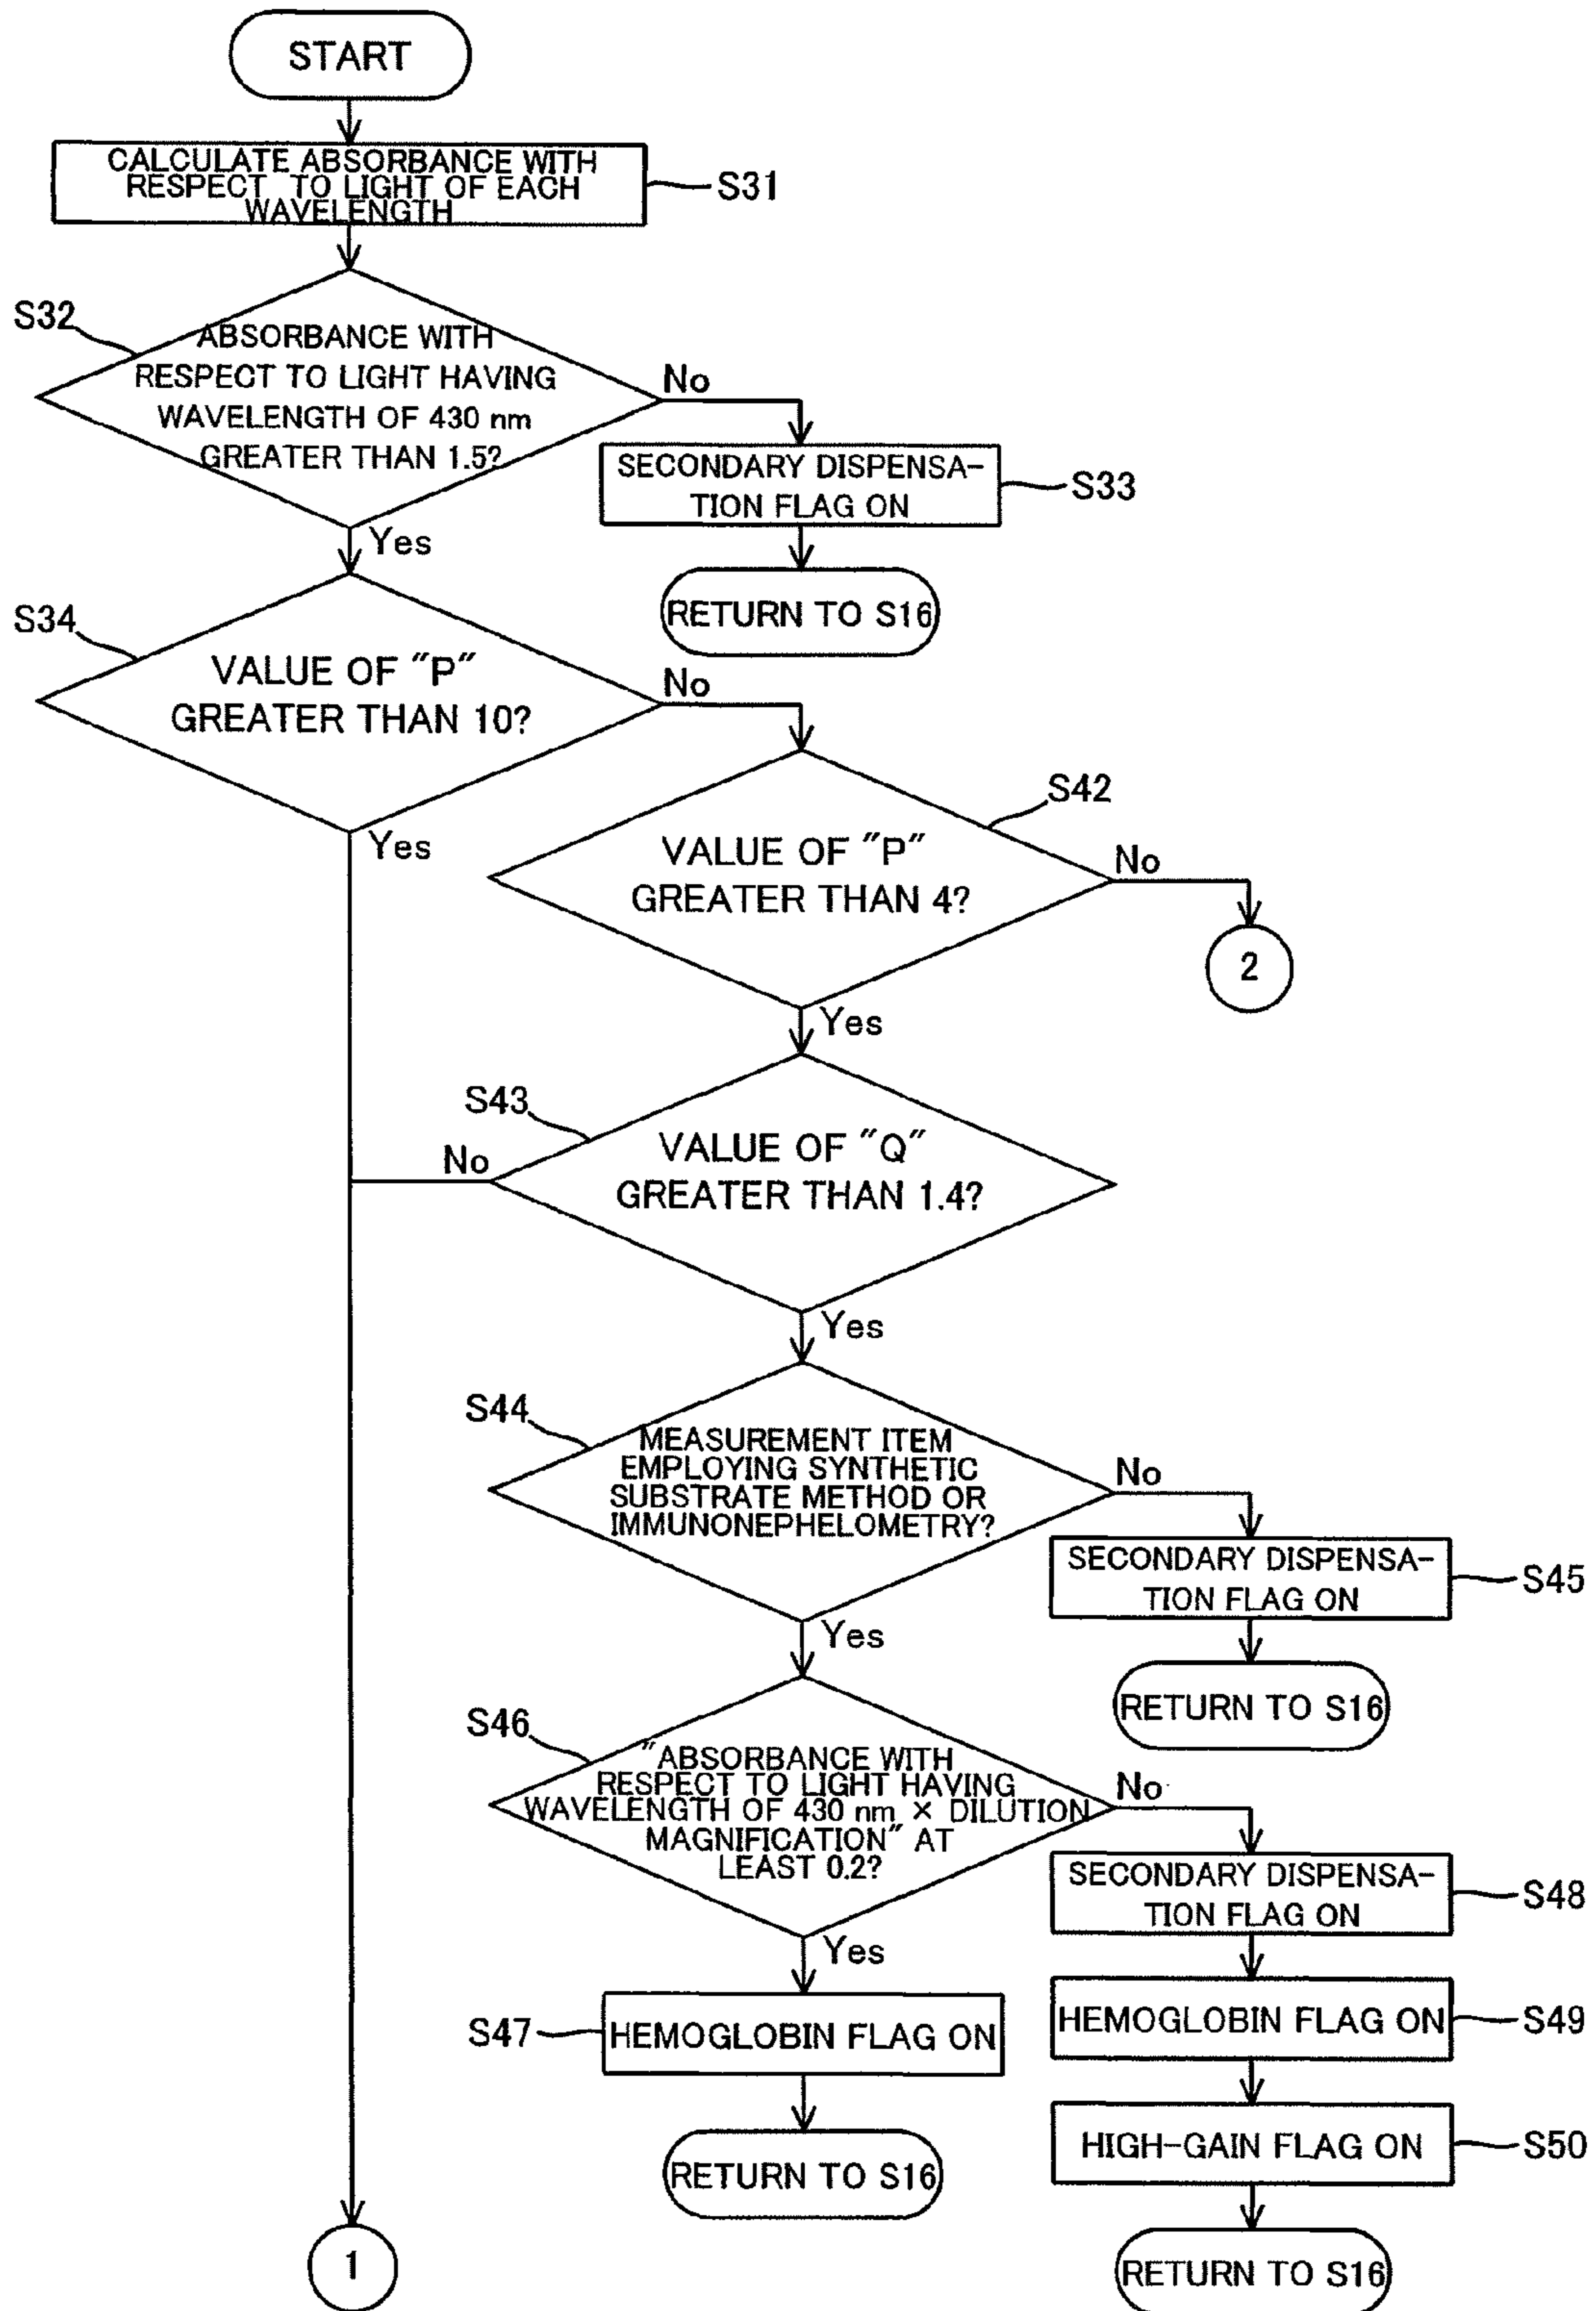 START
CALCULATE ABSORBANCE WITH
RESPECT TO LIGHT OF EACH
WAVELENGTH
S31
S32
ABSORBANCE WITH
RESPECT TO LIGHT HAVING
WAVELENGTH OF 430 nm
GREATER THAN 1.5?
No
Yes
SECONDARY DISPENSA-
TION FLAG ON
S33
RETURN TO S16
S34
VALUE OF "P"
GREATER THAN 10?
No
Yes
S42
VALUE OF "P"
GREATER THAN 4?
No
2
Yes
S43
VALUE OF "Q"
GREATER THAN 1.4?
No
Yes
S44
MEASUREMENT ITEM
EMPLOYING SYNTHETIC
SUBSTRATE METHOD OR
IMMUNONEPHELOMETRY?
No
Yes
SECONDARY DISPENSA-
TION FLAG ON
S45
RETURN TO S16
S46
"ABSORBANCE WITH
RESPECT TO LIGHT HAVING
WAVELENGTH OF 430 nm × DILUTION
MAGNIFICATION" AT
LEAST 0.2?
No
Yes
SECONDARY DISPENSA-
TION FLAG ON
S48
S47
HEMOGLOBIN FLAG ON
HEMOGLOBIN FLAG ON
S49
HIGH-GAIN FLAG ON
S50
RETURN TO S16
RETURN TO S16
1